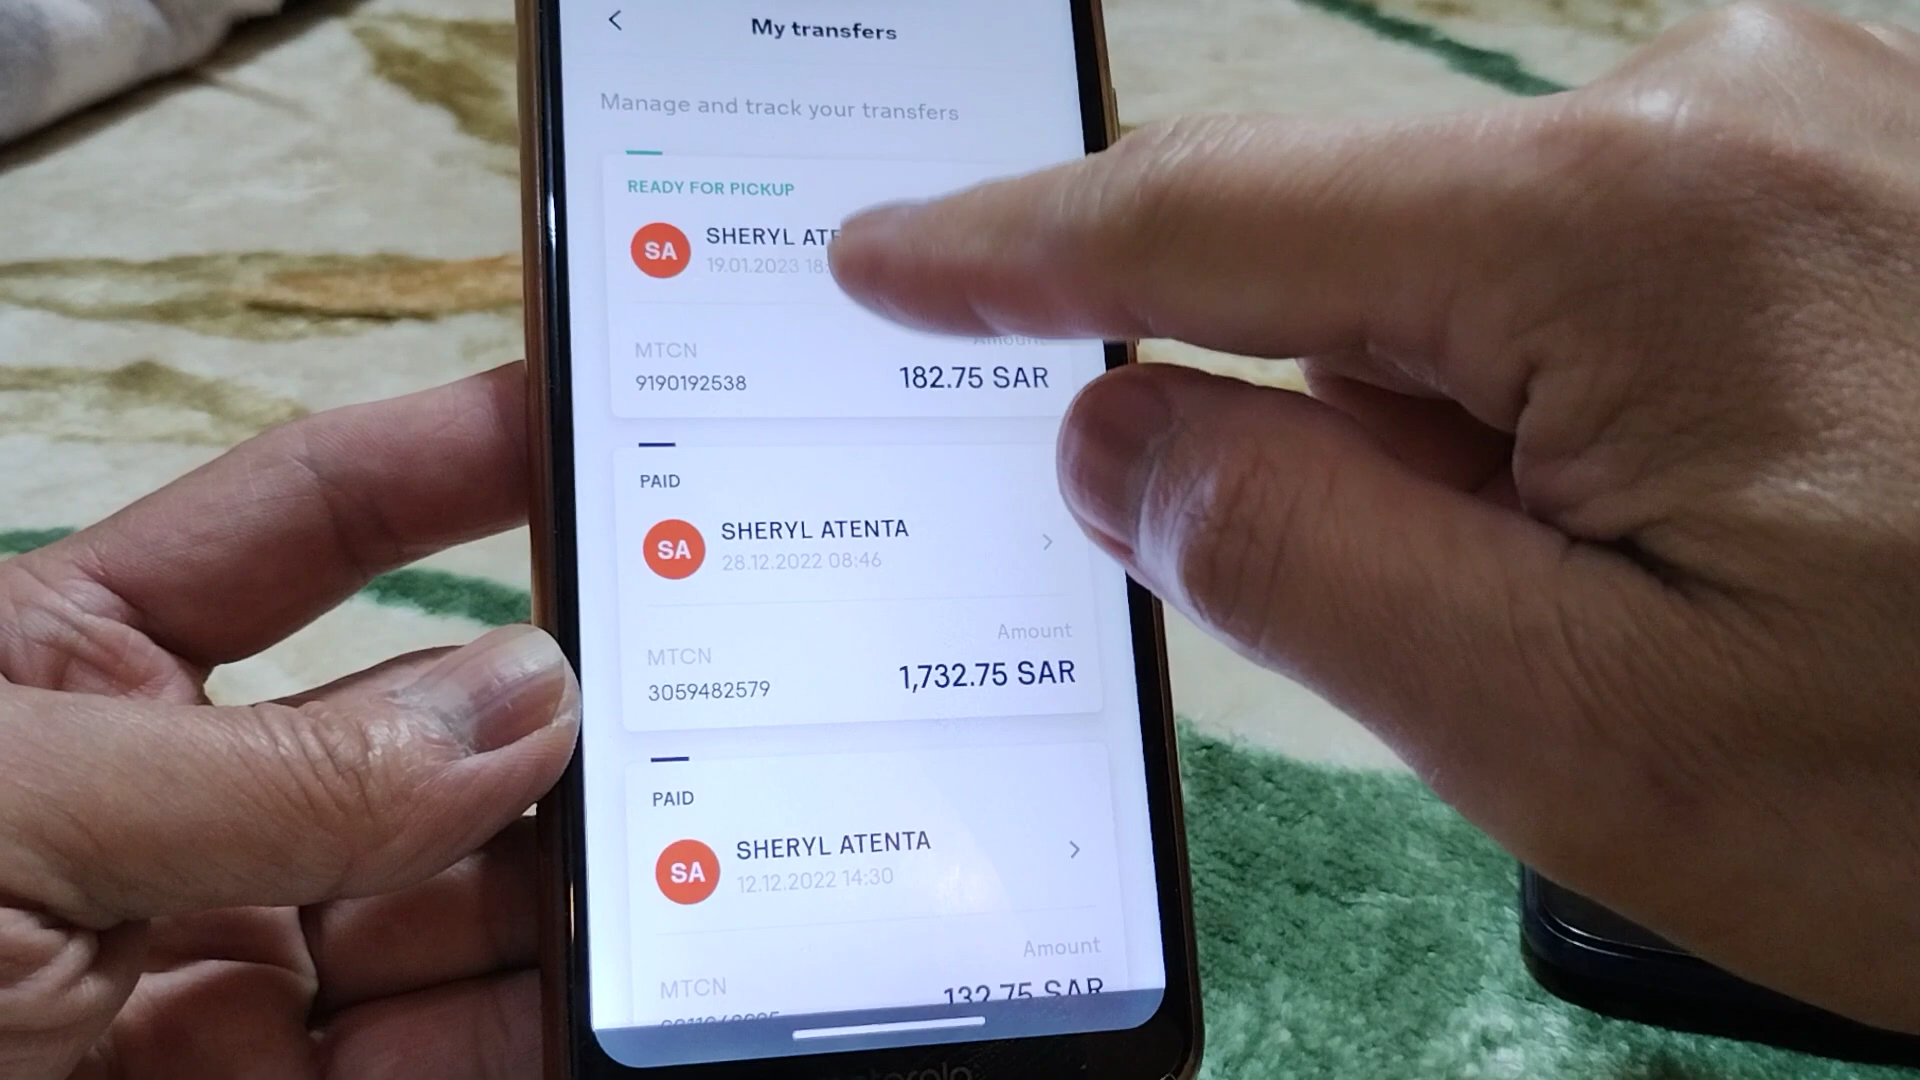 My transfers
Manage and track your transfers
READY FOR PICKUP
SA
SHERYL ATE
19.01.2023 18:
Amount
MTCN
9190192538
182.75 SAR
PAID
SA
SHERYL ATENTA
28.12.2022 08:46
Amount
MTCN
3059482579
1,732.75 SAR
PAID
SA
SHERYL ATENTA
12.12.2022 14:30
Amount
MTCN
132.75 SAR